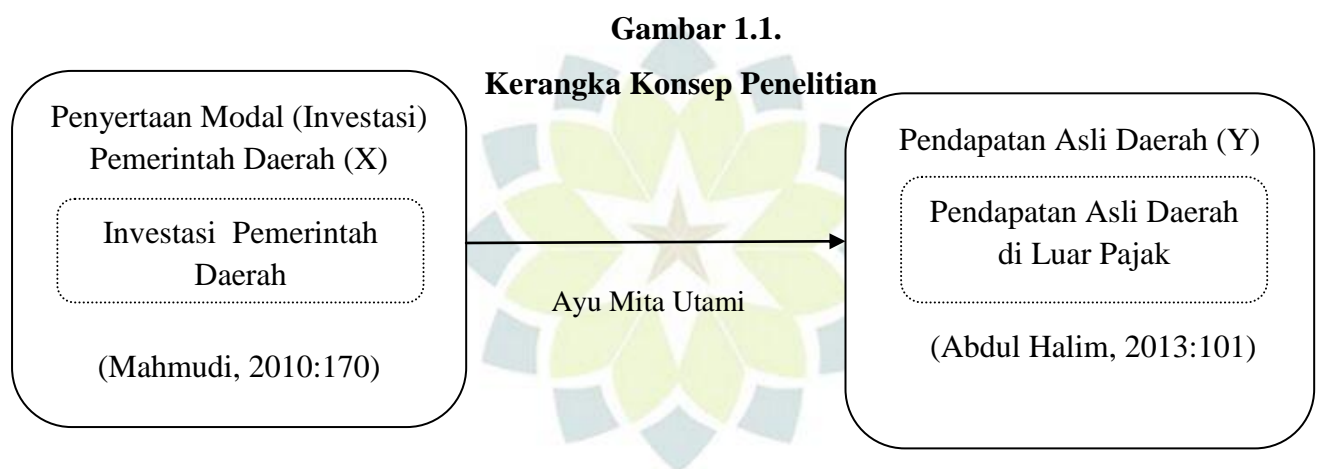 Gambar 1.1.
Kerangka Konsep Penelitian
Penyertaan Modal (Investasi)
Pemerintah Daerah (X)
Investasi Pemerintah
Daerah
(Mahmudi, 2010:170)
Ayu Mita Utami
Pendapatan Asli Daerah (Y)
Pendapatan Asli Daerah
di Luar Pajak
(Abdul Halim, 2013:101)